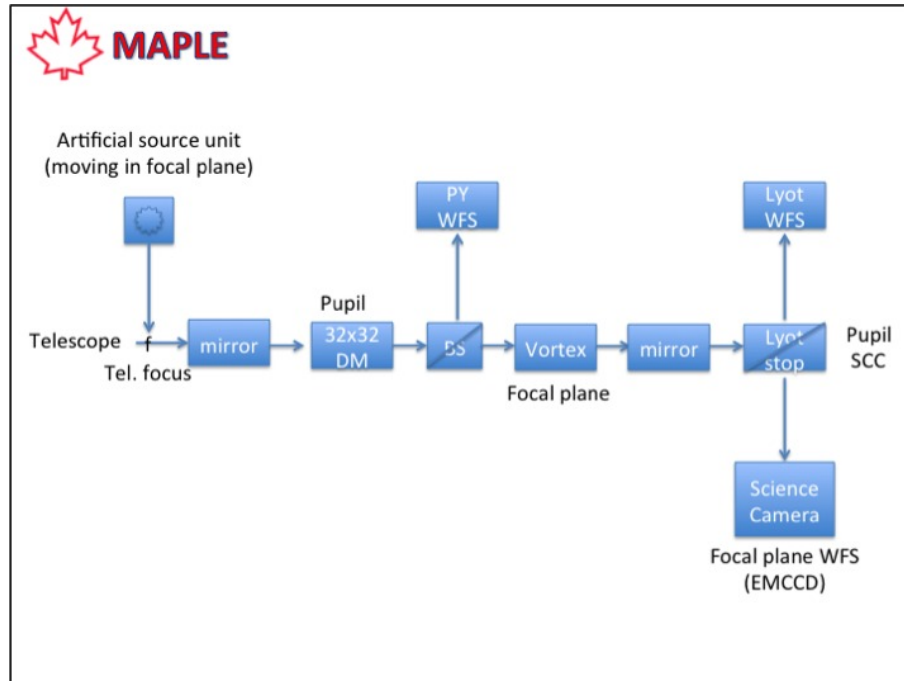 MAPLE
Artificial source unit
(moving in focal plane)
PY
WFS
Lyot
WFS
Pupil
Telescope
f
mirror
32x32
DM
BS
Vortex
mirror
Lyot
stop
Pupil
SCC
Tel. focus
Focal plane
Science
Camera
Focal plane WFS
(EMCCD)